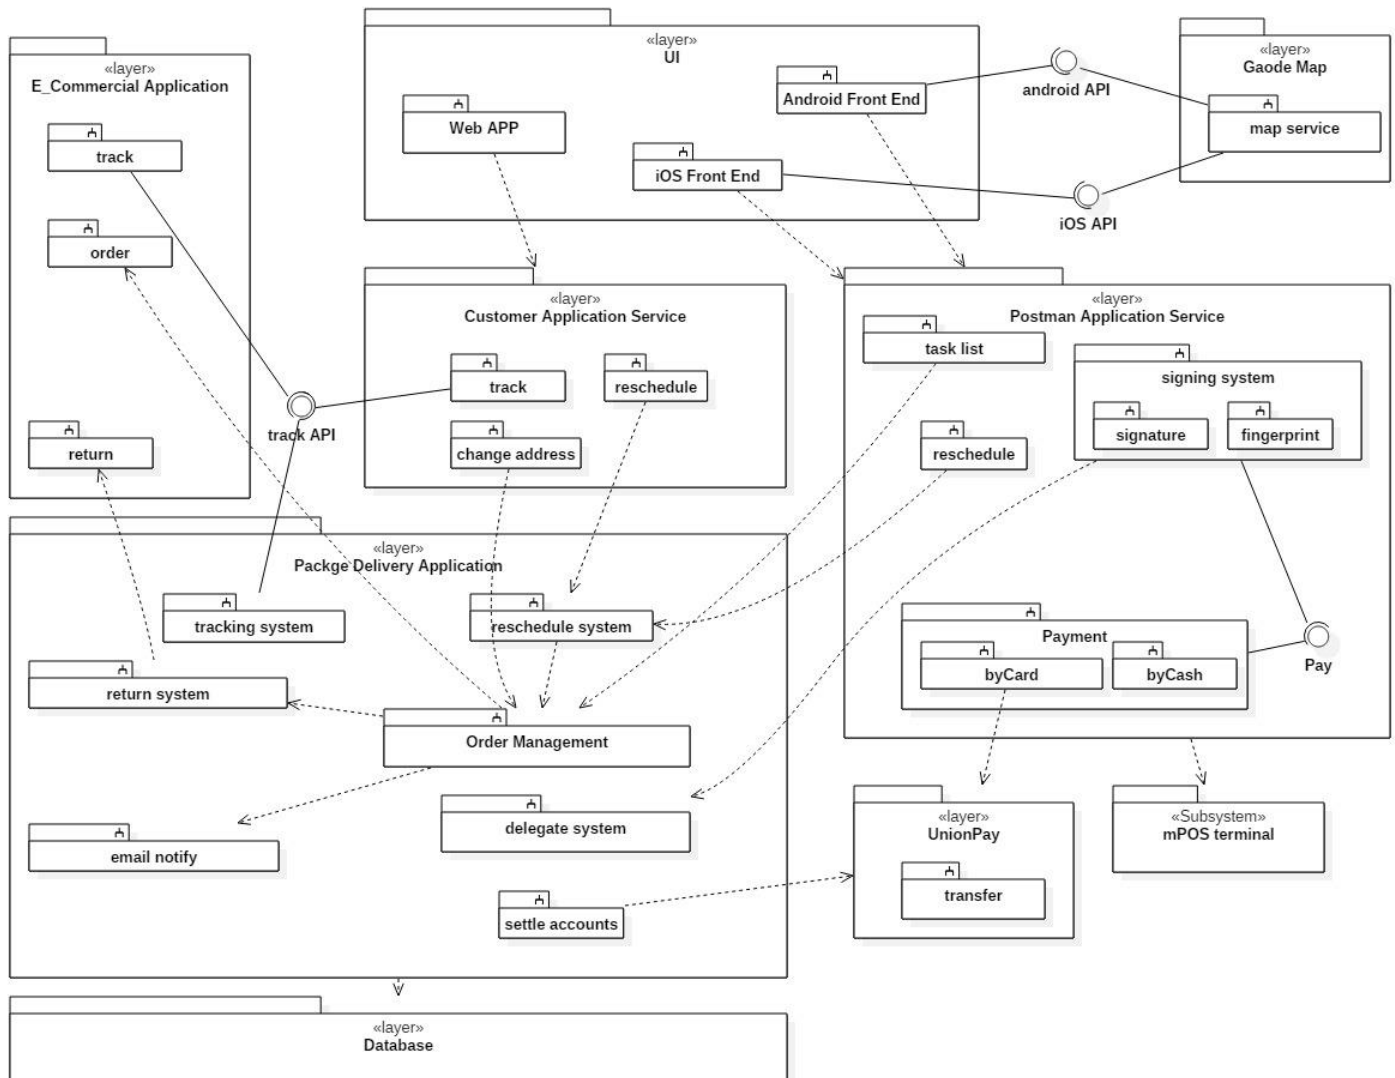 «layer»
E_Commercial Application
track
order
return
«layer»
UI
Web APP
Android Front End
iOS Front End
android API
iOS API
«layer»
Gaode Map
map service
track API
«layer»
Customer Application Service
track
reschedule
change address
«layer»
Postman Application Service
task list
signing system
signature
fingerprint
reschedule
Payment
byCard
byCash
Pay
«layer»
Packge Delivery Application
tracking system
reschedule system
return system
Order Management
email notify
delegate system
settle accounts
«layer»
UnionPay
transfer
«Subsystem»
mPOS terminal
«layer»
Database